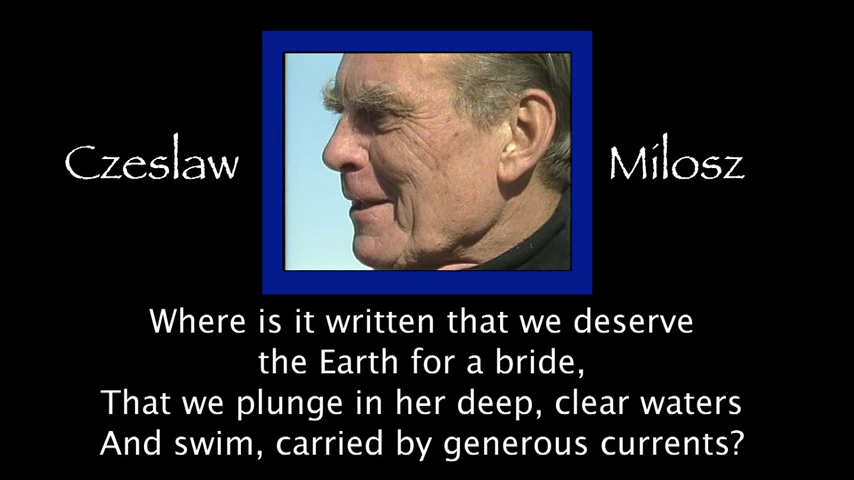 Czeslaw Milosz
Where is it written that we deserve
the Earth for a bride,
That we plunge in her deep, clear waters
And swim, carried by generous currents?